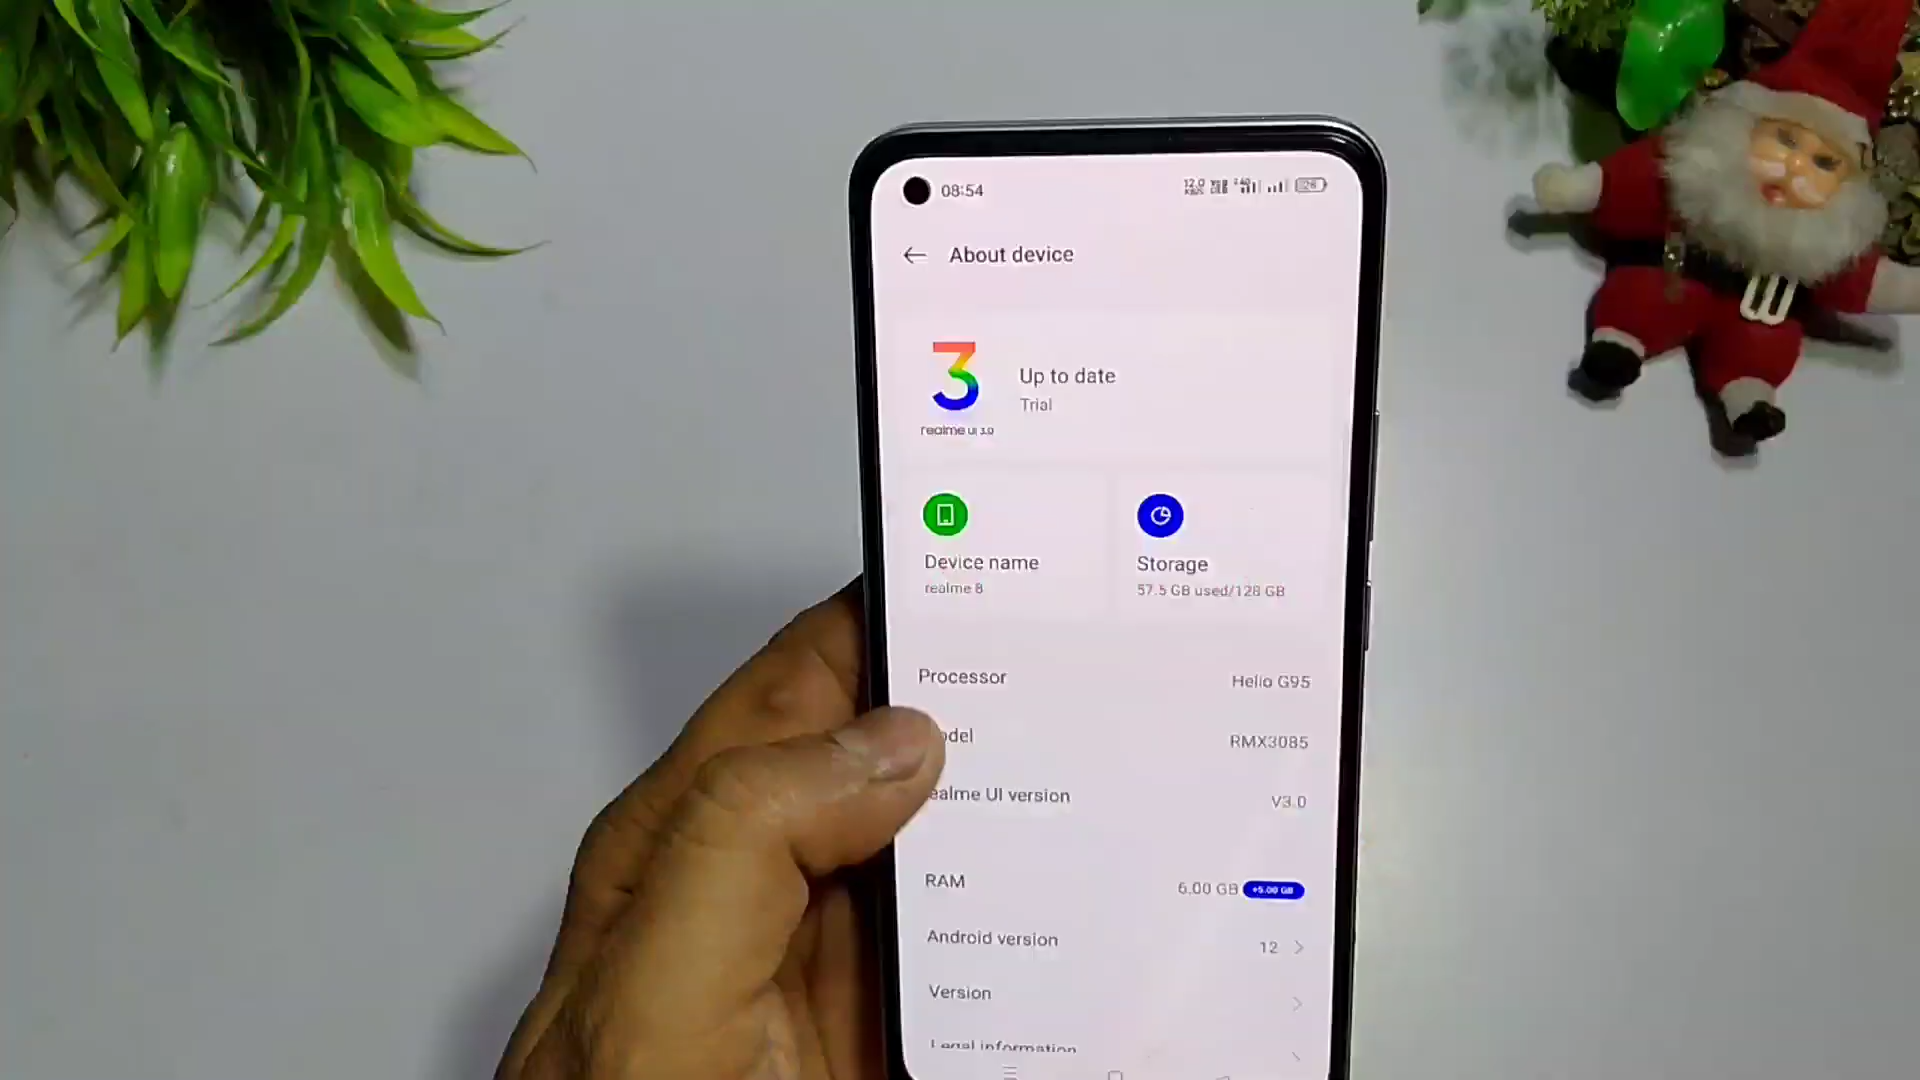 08:54
About device
Up to date
Trial
realme UI 3.0
Device name
realme 8
Storage
57.5 GB used/128 GB
Processor
Helio G95
odel
RMX3085
ealme UI version
V3.0
RAM
6.00 GB +5.00 GB
Android version
12
Version
Legal information